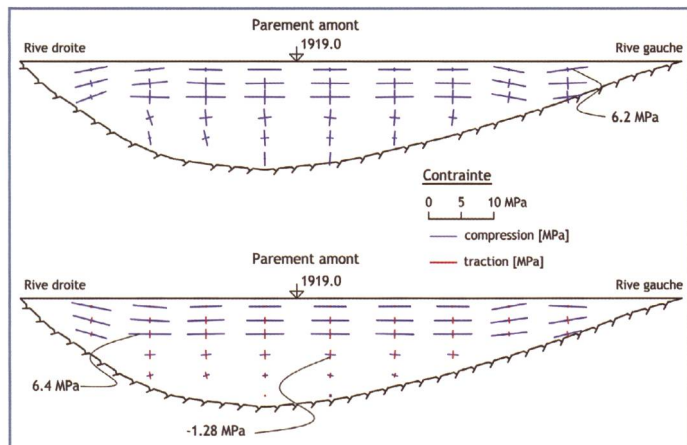 Parement amont
Rive droite
1919.0
Rive gauche
6.2 MPa
Contrainte
0 5 10 MPa
compression [MPa]
traction [MPa]
Parement amont
Rive droite
1919.0
Rive gauche
6.4 MPa
-1.28 MPa